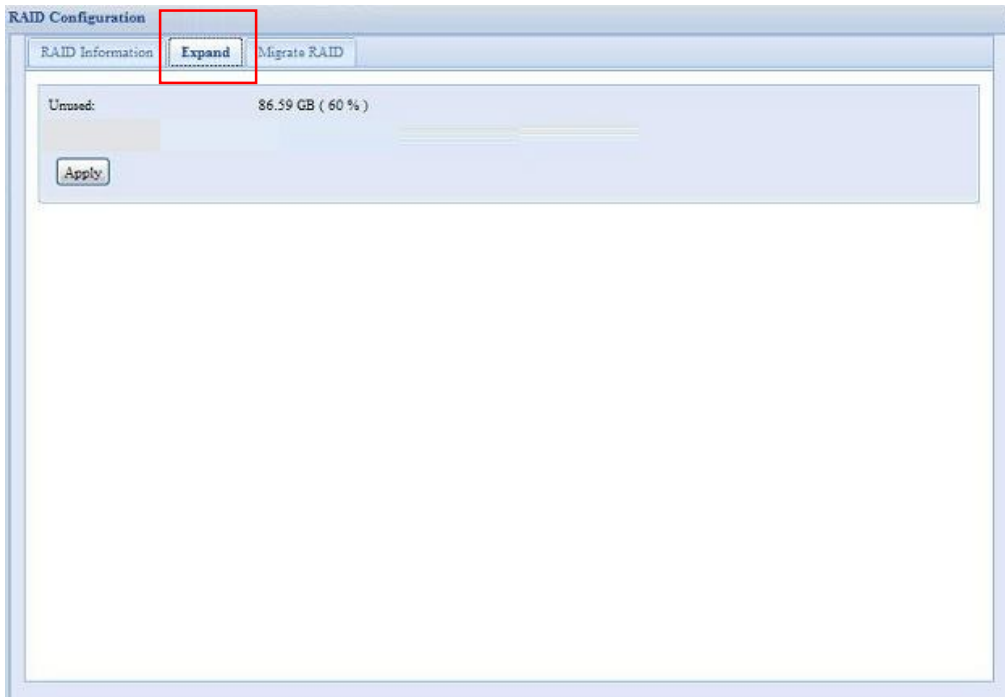 RAID Configuration
RAID Information Expand Migrate RAID
Unused: 86.59 GB ( 60 % )
Apply